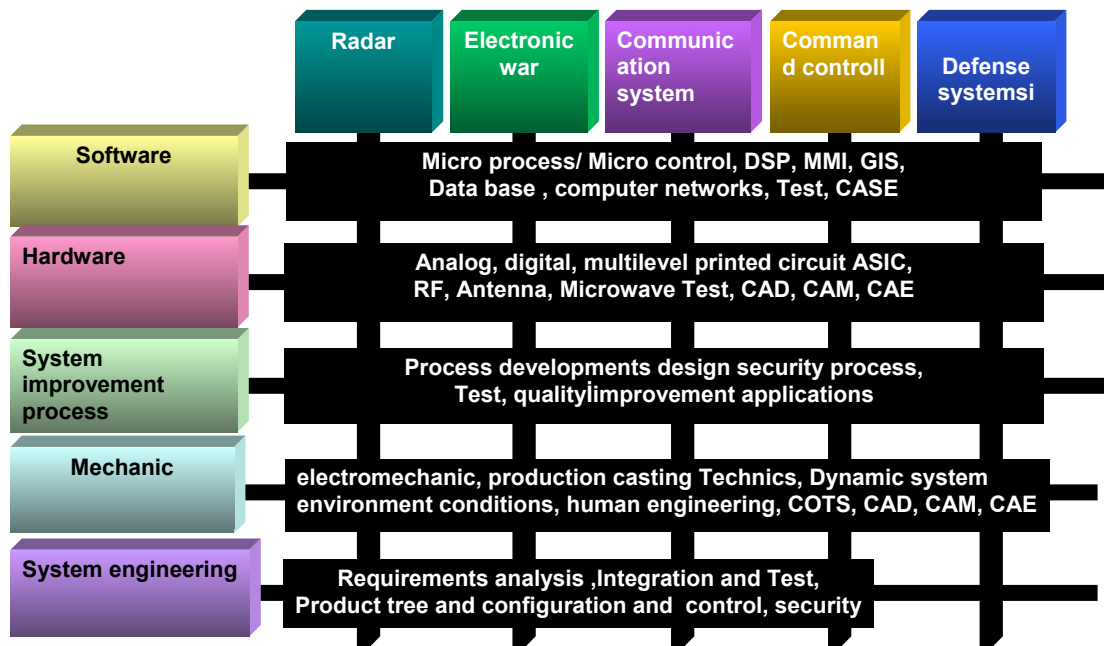 Radar
Electronic
war
Communic
ation
system
Comman
d controll
Defense
systemsi
Software
Micro process/ Micro control, DSP, MMI, GIS,
Data base , computer networks, Test, CASE
Hardware
Analog, digital, multilevel printed circuit ASIC,
RF, Antenna, Microwave Test, CAD, CAM, CAE
System
improvement
process
Process developments design security process,
Test, qualityİimprovement applications
Mechanic
electromechanic, production casting Technics, Dynamic system
environment conditions, human engineering, COTS, CAD, CAM, CAE
System engineering
Requirements analysis ,Integration and Test,
Product tree and configuration and  control, security